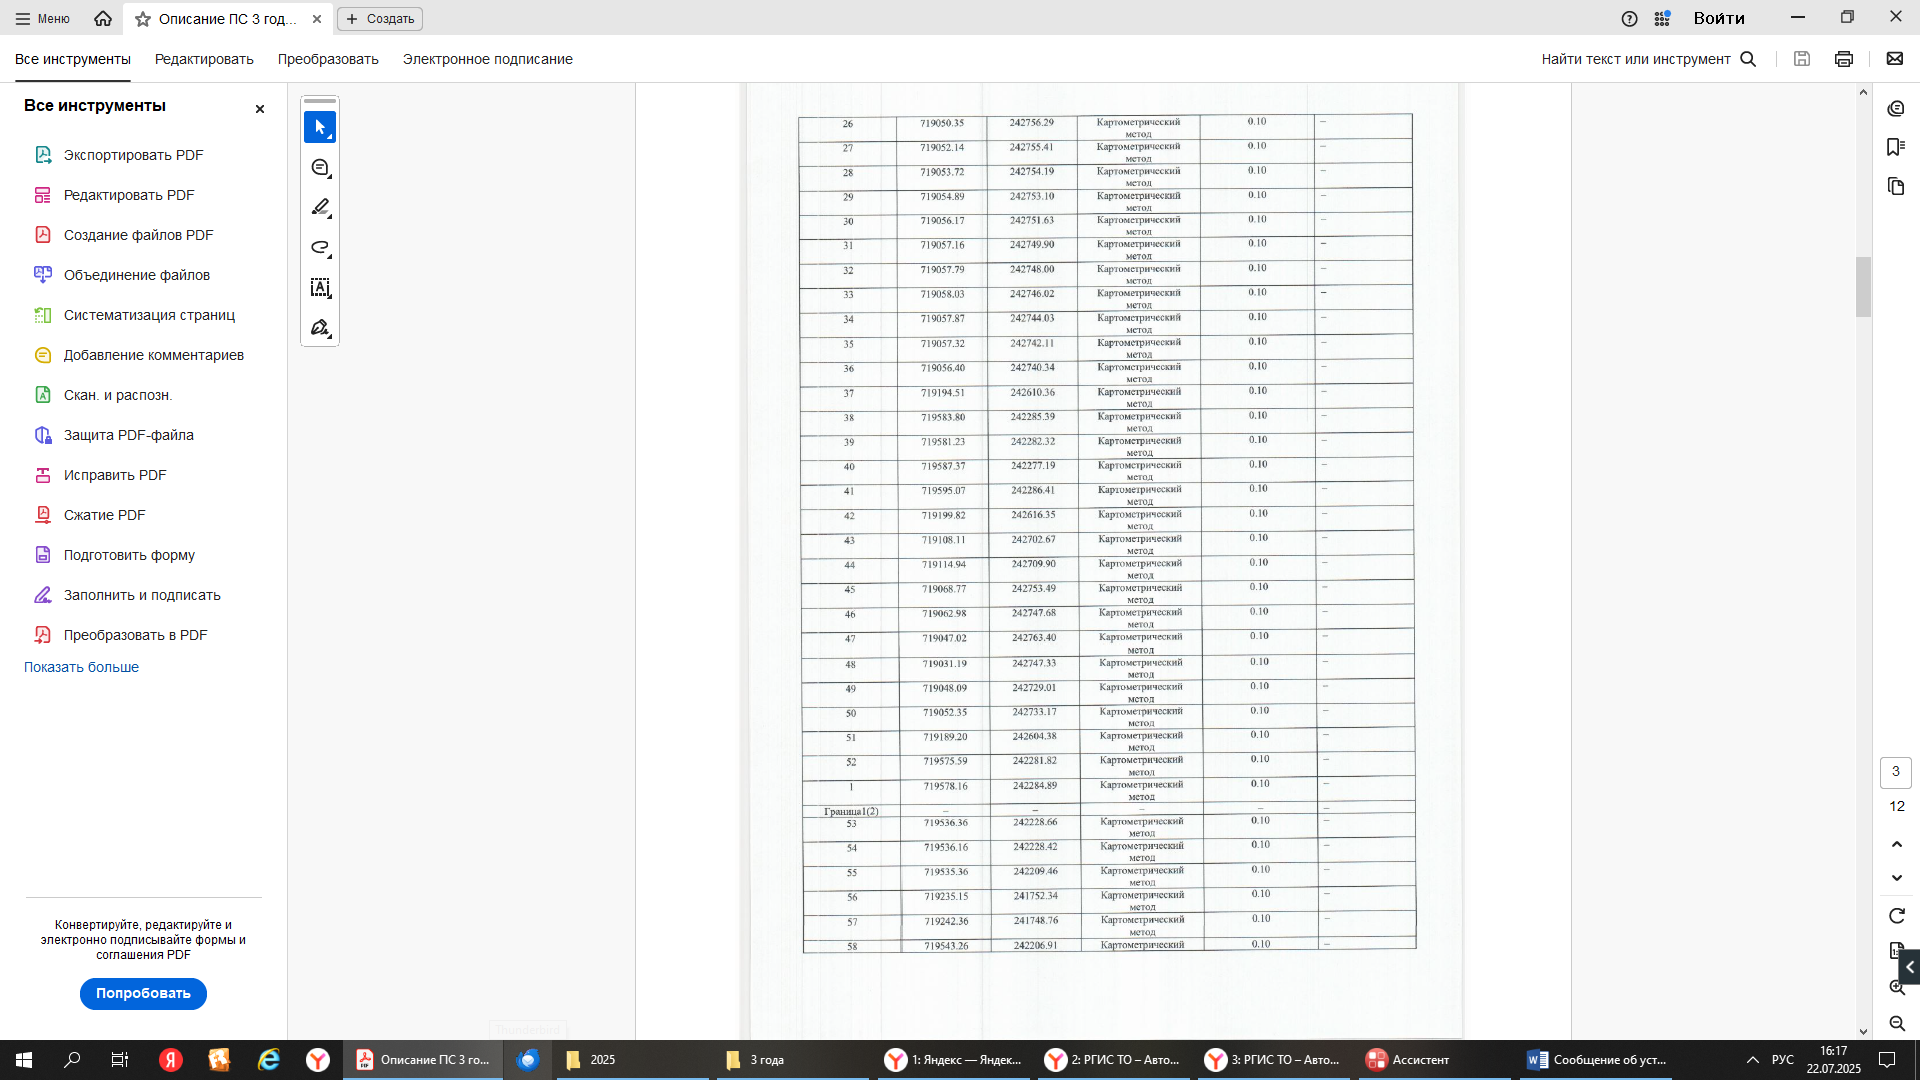 Меню
Описание ПС 3 год...
Создать
Войти
Все инструменты
Редактировать
Преобразовать
Электронное подписание
Найти текст или инструмент
Все инструменты
Экспортировать PDF
Редактировать PDF
Создание файлов PDF
Объединение файлов
Систематизация страниц
Добавление комментариев
Скан. и распозн.
Защита PDF-файла
Исправить PDF
Сжатие PDF
Подготовить форму
Заполнить и подписать
Преобразовать в PDF
Показать больше
Конвертируйте, редактируйте и
электронно подписывайте формы и
соглашения PDF
Попробовать
26 719050.35 242756.29 Картометрический метод 0.10 –
27 719052.14 242755.41 Картометрический метод 0.10 –
28 719053.72 242754.19 Картометрический метод 0.10 –
29 719054.89 242753.10 Картометрический метод 0.10 –
30 719056.17 242751.63 Картометрический метод 0.10 –
31 719057.16 242749.90 Картометрический метод 0.10 –
32 719057.79 242748.00 Картометрический метод 0.10 –
33 719058.03 242746.02 Картометрический метод 0.10 –
34 719057.87 242744.03 Картометрический метод 0.10 –
35 719057.32 242742.11 Картометрический метод 0.10 –
36 719056.40 242740.34 Картометрический метод 0.10 –
37 719194.51 242610.36 Картометрический метод 0.10 –
38 719583.80 242285.39 Картометрический метод 0.10 –
39 719581.23 242282.32 Картометрический метод 0.10 –
40 719587.37 242277.19 Картометрический метод 0.10 –
41 719595.07 242286.41 Картометрический метод 0.10 –
42 719199.82 242616.35 Картометрический метод 0.10 –
43 719108.11 242702.67 Картометрический метод 0.10 –
44 719114.94 242709.90 Картометрический метод 0.10 –
45 719068.77 242753.49 Картометрический метод 0.10 –
46 719062.98 242747.68 Картометрический метод 0.10 –
47 719047.02 242763.40 Картометрический метод 0.10 –
48 719031.19 242747.33 Картометрический метод 0.10 –
49 719048.09 242729.01 Картометрический метод 0.10 –
50 719052.35 242733.17 Картометрический метод 0.10 –
51 719189.20 242604.38 Картометрический метод 0.10 –
52 719575.59 242281.82 Картометрический метод 0.10 –
1 719578.16 242284.89 Картометрический метод 0.10 –
Граница1(2) – – – – –
53 719536.36 242228.66 Картометрический метод 0.10 –
54 719536.16 242228.42 Картометрический метод 0.10 –
55 719535.36 242209.46 Картометрический метод 0.10 –
56 719235.15 241752.34 Картометрический метод 0.10 –
57 719242.36 241748.76 Картометрический метод 0.10 –
58 719543.26 242206.91 Картометрический 0.10 –
3
12
Thunderbird
Описание ПС 3 го...
2025
3 года
1: Яндекс — Яндек...
2: РГИС ТО – Авто...
3: РГИС ТО – Авто...
Ассистент
Сообщение об уст...
РУС
16:17
22.07.2025